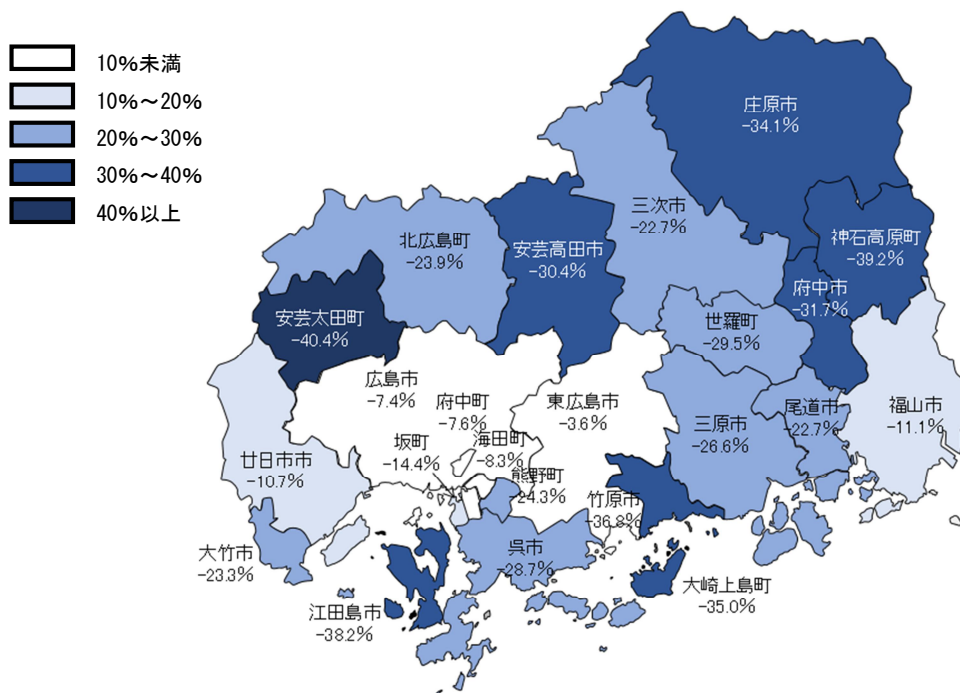 10%未満
10%～20%
20%～30%
30%～40%
40%以上
庄原市
-34.1%
三次市
-22.7%
神石高原町
-39.2%
北広島町
-23.9%
安芸高田市
-30.4%
府中市
-31.7%
安芸太田町
-40.4%
世羅町
-29.5%
広島市
-7.4%
府中町
-7.6%
東広島市
-3.6%
三原市
-26.6%
尾道市
-22.7%
福山市
-11.1%
坂町
-14.4%
海田町
-8.3%
廿日市市
-10.7%
熊野町
-24.3%
竹原市
-36.8%
大竹市
-23.3%
呉市
-28.7%
大崎上島町
-35.0%
江田島市
-38.2%